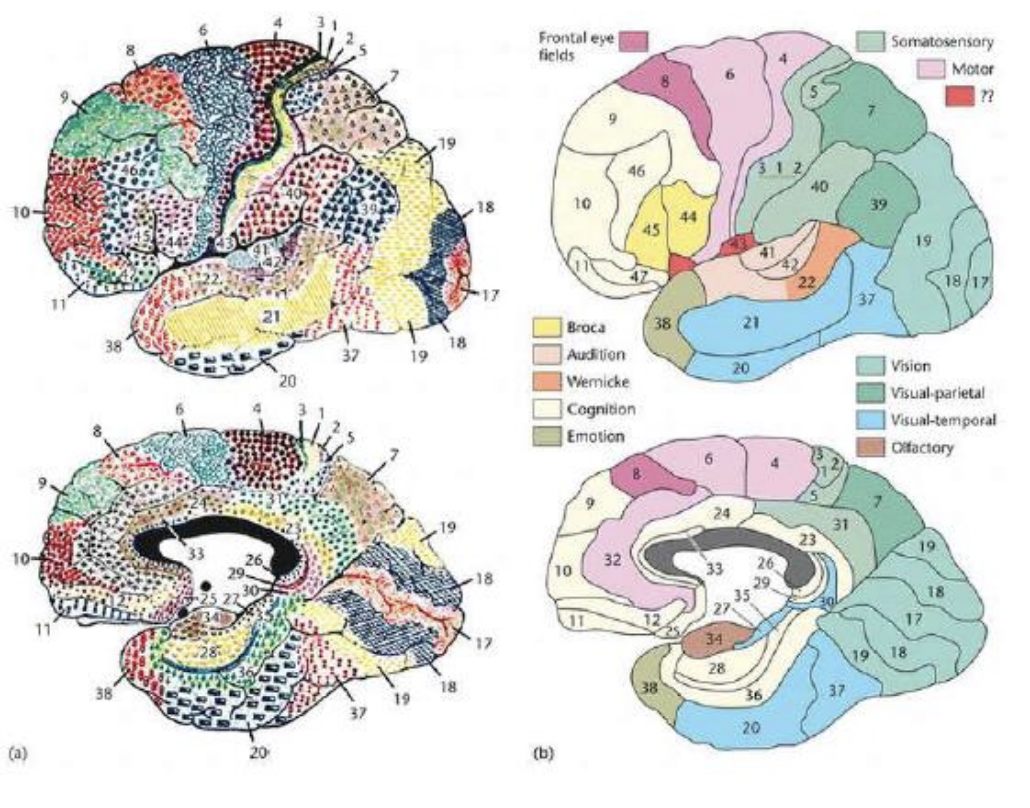 6 4 3 1
2
8 5
7
9
19
46
40
10 39 18
45 44 43 41
42
22
11
21 17
38 37 18
19
20
6 4 3 1
2
8 5
7
9
24 31
32 23 19
10 33 26
29 18
30
25 27
11 34
17
28
36
38 18
19
37
20
(a)
Frontal eye
fields
Somatosensory
Motor
??
4
8 6
5
7
9
46 3 1 2
40
10 39
45 44
43 19
41
11 42
47 22 18 17
37
38 21
20
Broca
Audition
Wernicke
Cognition
Emotion
Vision
Visual-parietal
Visual-temporal
Olfactory
6 4 3 2
1
8
5
9 7
24 31
23
32 19
10 33 26
29 18
35 30
27
11 12 17
25 34
28 19 18
38 36 37
20
(b)